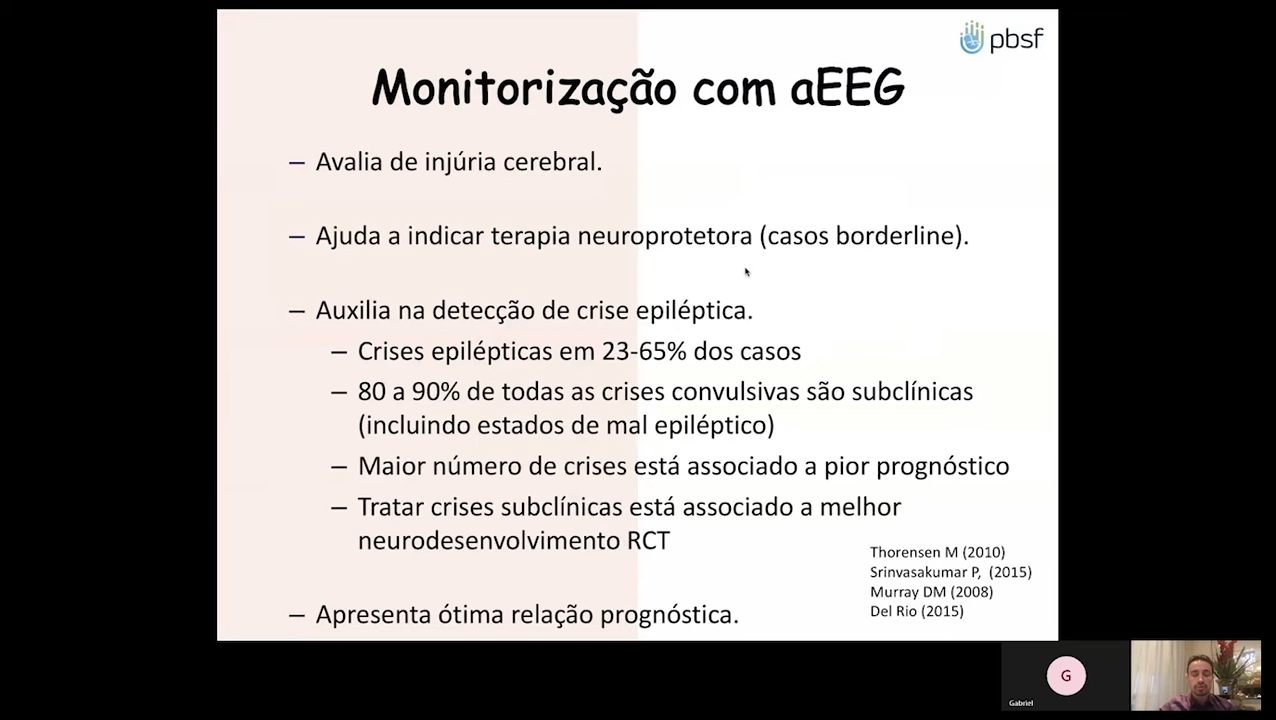 pbsf
Monitorização com aEEG
– Avalia de injúria cerebral.
– Ajuda a indicar terapia neuroprotetora (casos borderline).
– Auxilia na detecção de crise epiléptica.
– Crises epilépticas em 23-65% dos casos
– 80 a 90% de todas as crises convulsivas são subclínicas
(incluindo estados de mal epiléptico)
– Maior número de crises está associado a pior prognóstico
– Tratar crises subclínicas está associado a melhor
neurodesenvolvimento RCT
– Apresenta ótima relação prognóstica.
Thorensen M (2010)
Srinvasakumar P, (2015)
Murray DM (2008)
Del Rio (2015)
G
Gabriel